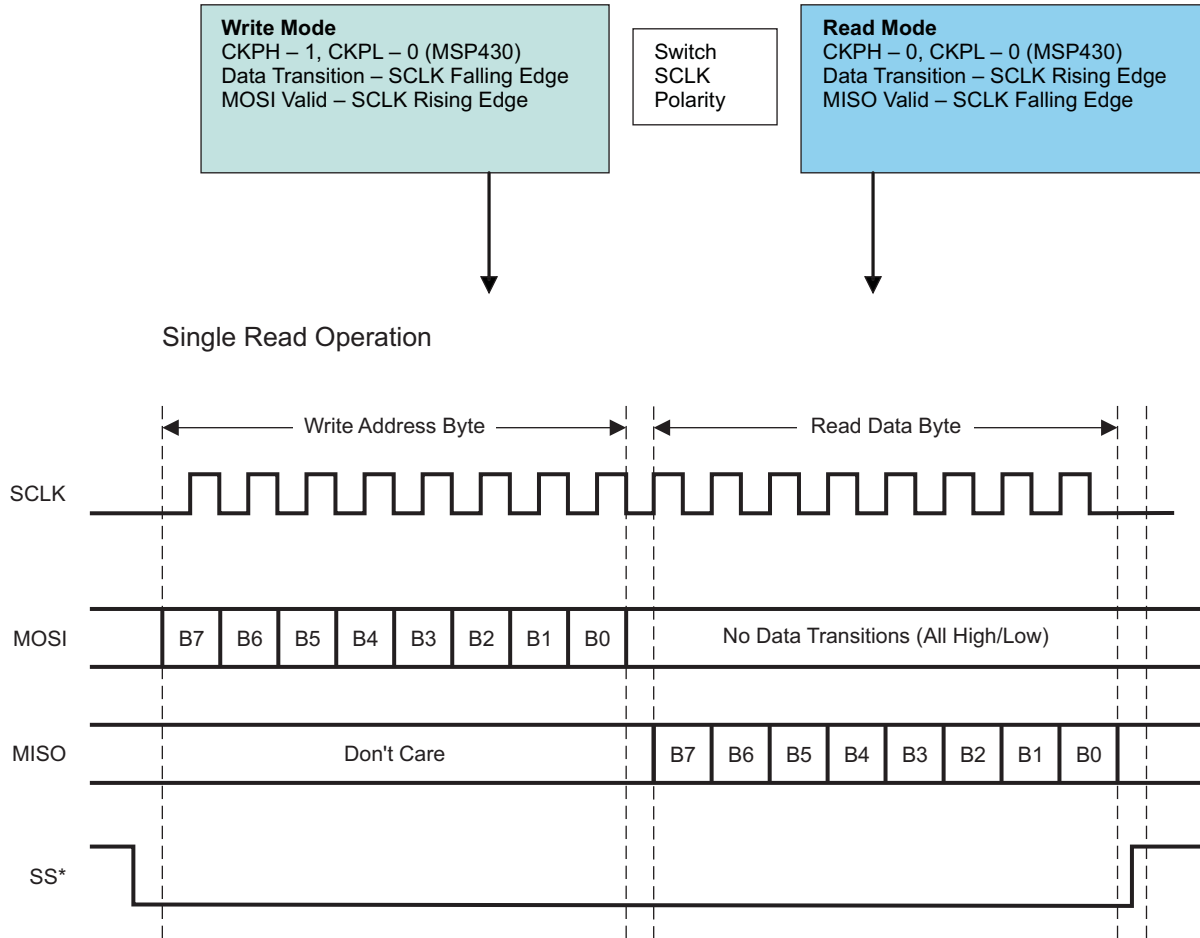 Write Mode
CKPH – 1, CKPL – 0 (MSP430)
Data Transition – SCLK Falling Edge
MOSI Valid – SCLK Rising Edge
Switch
SCLK
Polarity
Read Mode
CKPH – 0, CKPL – 0 (MSP430)
Data Transition – SCLK Rising Edge
MISO Valid – SCLK Falling Edge
Single Read Operation
Write Address Byte
Read Data Byte
SCLK
MOSI B7 B6 B5 B4 B3 B2 B1 B0 No Data Transitions (All High/Low)
MISO Don't Care B7 B6 B5 B4 B3 B2 B1 B0
SS*